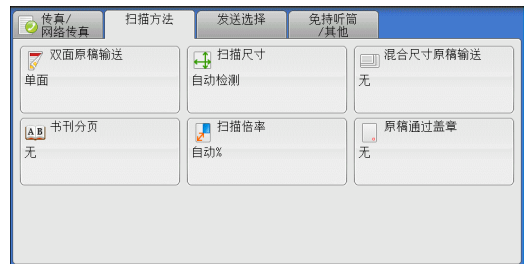 传真/
网络传真
扫描方法
发送选择
免持听筒
/其他
双面原稿输送
单面
扫描尺寸
自动检测
混合尺寸原稿输送
无
A B
书刊分页
无
扫描倍率
自动%
原稿通过盖章
无